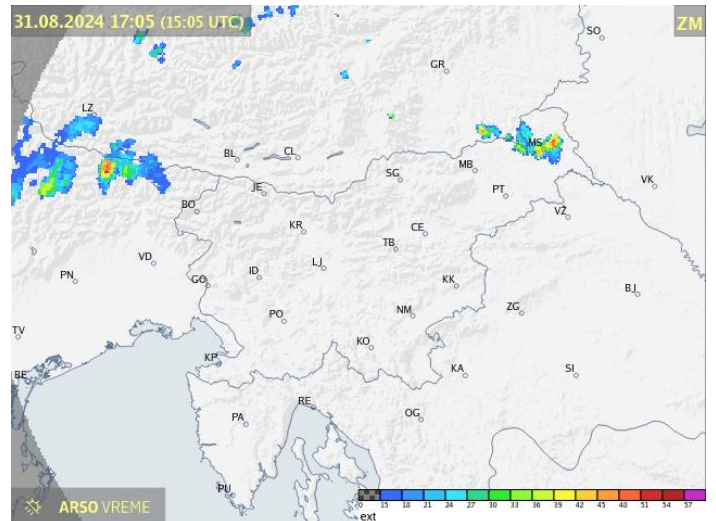 31.08.2024 17:05 (15:05 UTC)
ZM
SO
GR
LZ
MS
BL
CL
MB
SG
VK
JE
PT
BO
VŽ
KR
CE
TB
VD
LJ
PN
ID
GO
KK
BJ
NM
ZG
PO
TV
KO
KP
BE
KA
SI
RE
PA
OG
PU
ARSO VREME
0 15 18 21 24 27 30 33 36 39 42 45 48 51 54 57
ext